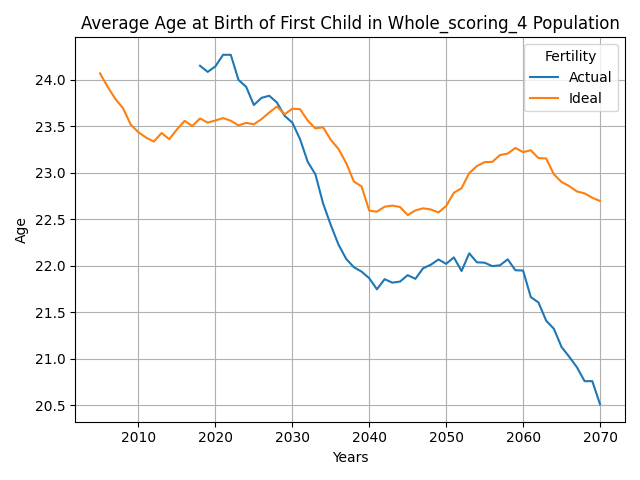 Average Age at Birth of First Child in Whole_scoring_4 Population
Fertility
Actual
Ideal
24.0
23.5
23.0
22.5
22.0
21.5
21.0
20.5
Age
2010 2020 2030 2040 2050 2060 2070
Years